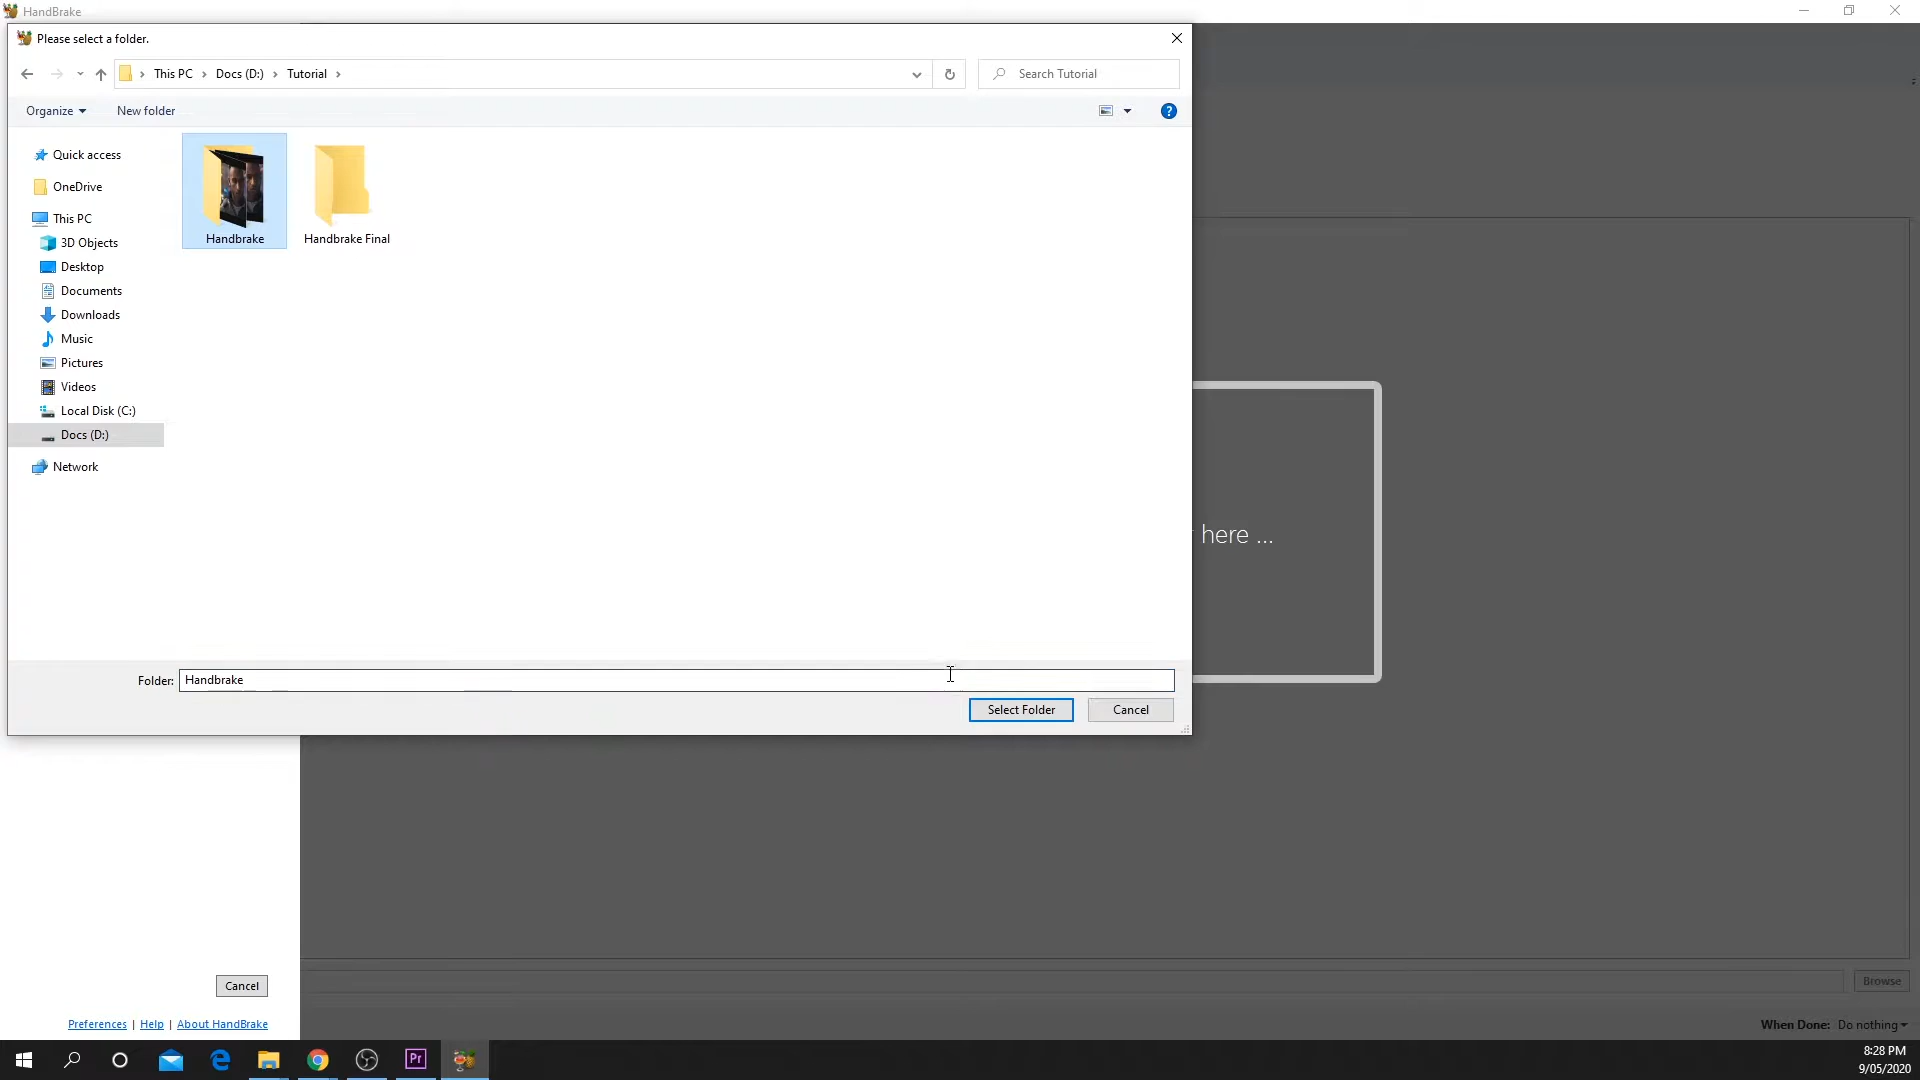 HandBrake
Please select a folder.
This PC
Docs (D:)
Tutorial
Search Tutorial
Organize
New folder
?
Quick access
OneDrive
This PC
3D Objects
Desktop
Documents
Downloads
Music
Pictures
Videos
Local Disk (C:)
Docs (D:)
Network
Handbrake
Handbrake Final
here ...
Folder:
Handbrake
Select Folder
Cancel
Cancel
Browse
Preferences | Help | About HandBrake
When Done: Do nothing
Pr
8:28 PM
9/05/2020